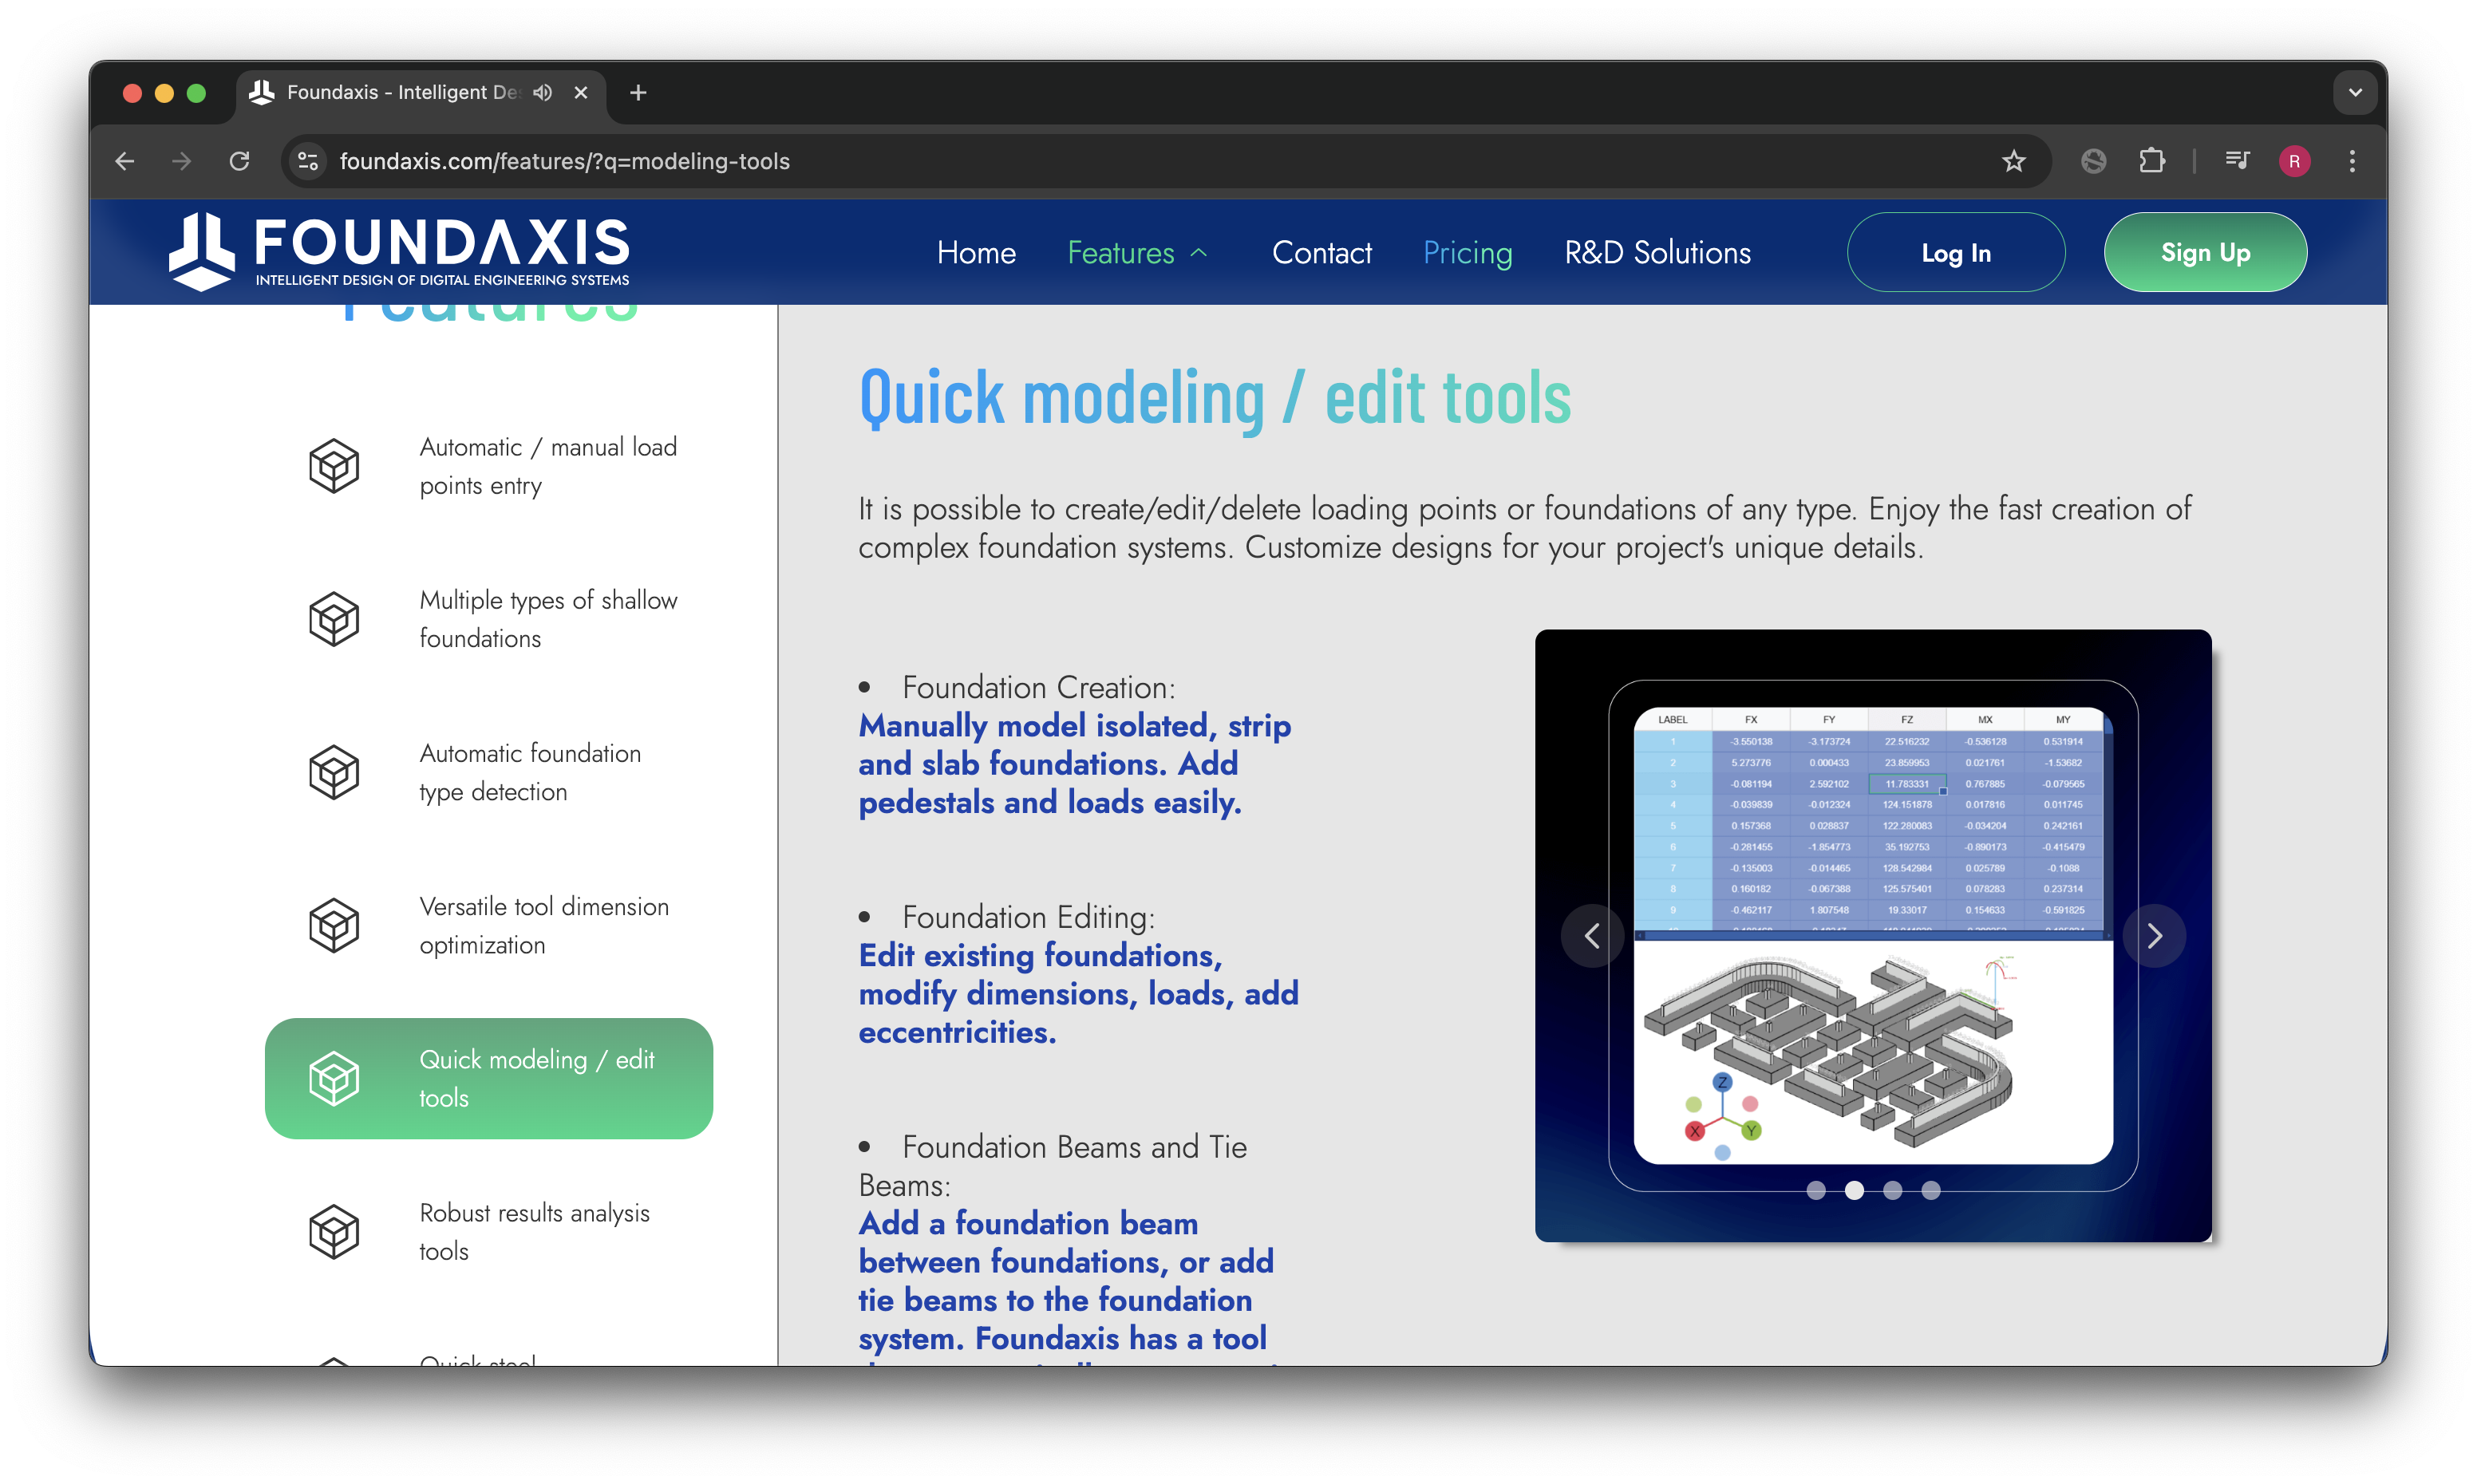 Foundaxis - Intelligent Des
foundaxis.com/features/?q=modeling-tools
R
FOUNDAXIS
INTELLIGENT DESIGN OF DIGITAL ENGINEERING SYSTEMS
Home Features Contact Pricing R&D Solutions Log In Sign Up
Features
Automatic / manual load
points entry
Multiple types of shallow
foundations
Automatic foundation
type detection
Versatile tool dimension
optimization
Quick modeling / edit
tools
Robust results analysis
tools
Quick steel
Quick modeling / edit tools
It is possible to create/edit/delete loading points or foundations of any type. Enjoy the fast creation of
complex foundation systems. Customize designs for your project's unique details.
• Foundation Creation:
Manually model isolated, strip
and slab foundations. Add
pedestals and loads easily.
• Foundation Editing:
Edit existing foundations,
modify dimensions, loads, add
eccentricities.
• Foundation Beams and Tie
Beams:
Add a foundation beam
between foundations, or add
tie beams to the foundation
system. Foundaxis has a tool
LABEL FX FY FZ MX MY
1 -3.550138 -3.173724 22.516232 -0.536128 0.531914
2 5.273776 0.000433 23.859953 0.021761 -1.53682
3 -0.081194 2.592102 11.783331 0.767885 -0.079565
4 -0.039839 -0.012324 124.151878 0.017816 0.011745
5 0.157368 0.028837 122.280083 -0.034204 0.242161
6 -0.281455 -1.854773 35.192753 -0.890173 -0.415479
7 -0.135003 -0.014465 128.542984 0.025789 -0.1088
8 0.160182 -0.067388 125.575401 0.078283 0.237314
9 -0.462117 1.807548 19.33017 0.154633 -0.591825
Z
X
Y